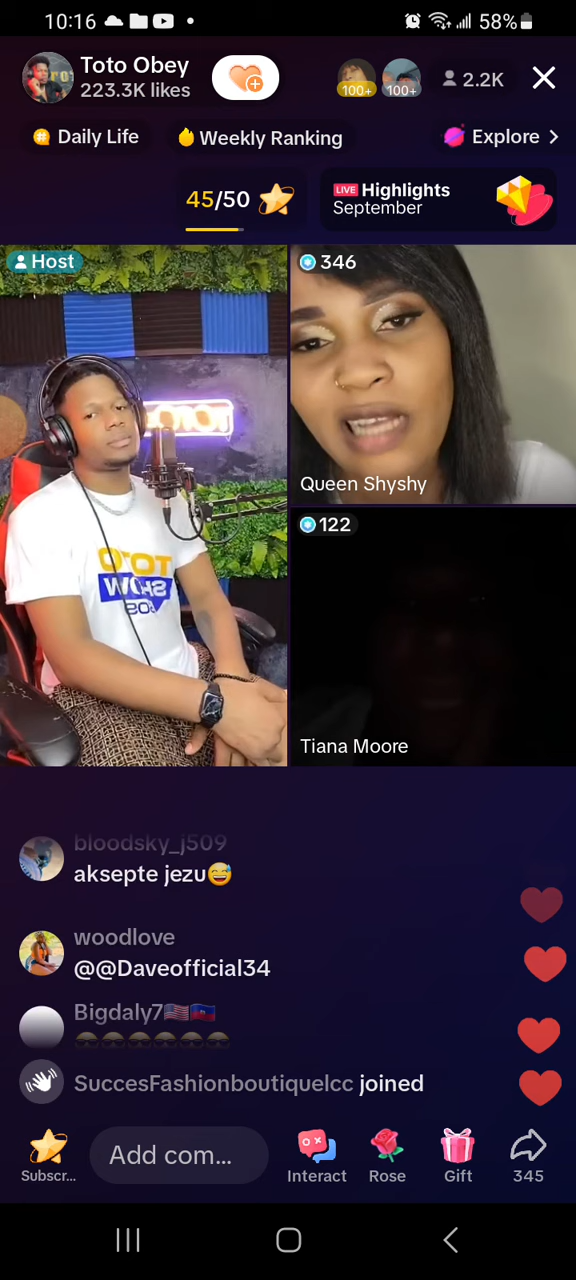 10:16
58%
Toto Obey
223.3K likes
100+
100+
2.2K
Daily Life
Weekly Ranking
Explore
45/50
LIVE Highlights
September
Host
346
Queen Shyshy
122
Tiana Moore
bloodsky_j509
aksepte jezu😅
woodlove
@@Daveofficial34
Bigdaly7🇺🇸🇭🇹
SuccesFashionboutiquelcc joined
Subscr...
Add com...
Interact
Rose
Gift
345